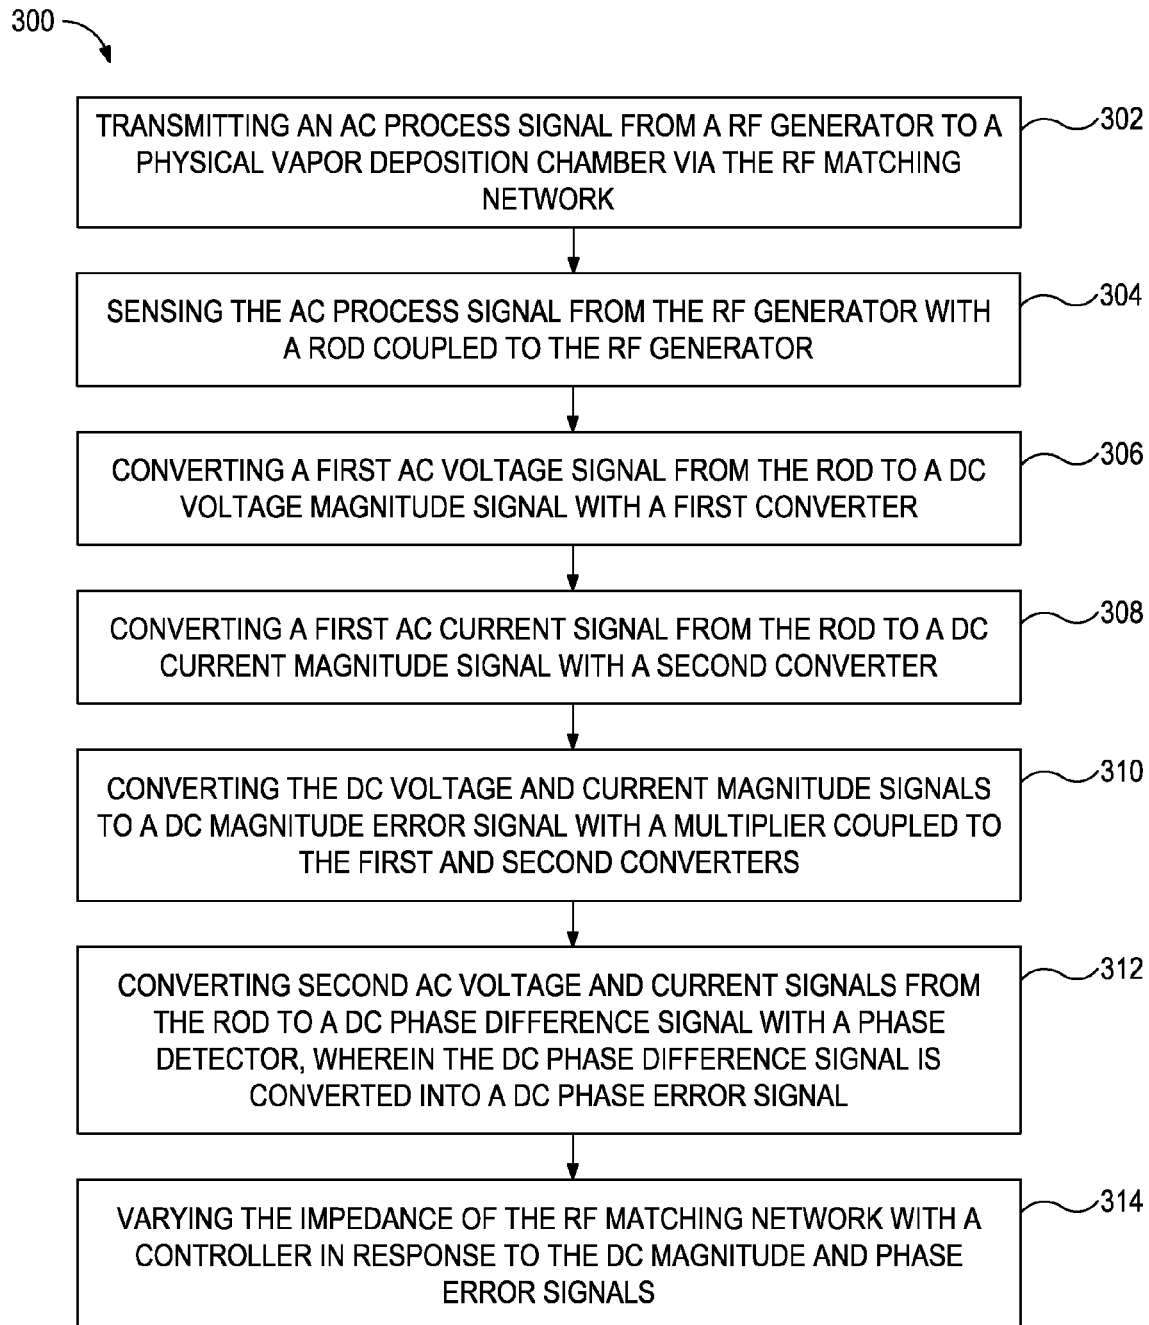 300
TRANSMITTING AN AC PROCESS SIGNAL FROM A RF GENERATOR TO A
PHYSICAL VAPOR DEPOSITION CHAMBER VIA THE RF MATCHING
NETWORK
302
SENSING THE AC PROCESS SIGNAL FROM THE RF GENERATOR WITH
A ROD COUPLED TO THE RF GENERATOR
304
CONVERTING A FIRST AC VOLTAGE SIGNAL FROM THE ROD TO A DC
VOLTAGE MAGNITUDE SIGNAL WITH A FIRST CONVERTER
306
CONVERTING A FIRST AC CURRENT SIGNAL FROM THE ROD TO A DC
CURRENT MAGNITUDE SIGNAL WITH A SECOND CONVERTER
308
CONVERTING THE DC VOLTAGE AND CURRENT MAGNITUDE SIGNALS
TO A DC MAGNITUDE ERROR SIGNAL WITH A MULTIPLIER COUPLED TO
THE FIRST AND SECOND CONVERTERS
310
CONVERTING SECOND AC VOLTAGE AND CURRENT SIGNALS FROM
THE ROD TO A DC PHASE DIFFERENCE SIGNAL WITH A PHASE
DETECTOR, WHEREIN THE DC PHASE DIFFERENCE SIGNAL IS
CONVERTED INTO A DC PHASE ERROR SIGNAL
312
VARYING THE IMPEDANCE OF THE RF MATCHING NETWORK WITH A
CONTROLLER IN RESPONSE TO THE DC MAGNITUDE AND PHASE
ERROR SIGNALS
314